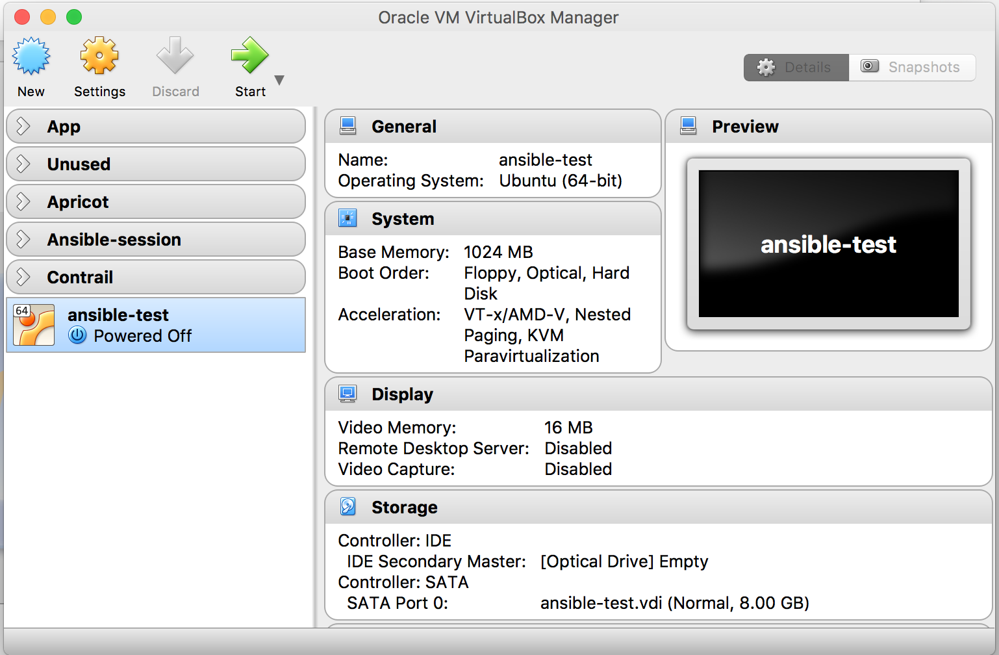 Oracle VM VirtualBox Manager
New
Settings
Discard
Start
Details
Snapshots
App
Unused
Apricot
Ansible-session
Contrail
64
ansible-test
Powered Off
General
Name: ansible-test
Operating System: Ubuntu (64-bit)
System
Base Memory: 1024 MB
Boot Order: Floppy, Optical, Hard
Disk
Acceleration: VT-x/AMD-V, Nested
Paging, KVM
Paravirtualization
Preview
ansible-test
Display
Video Memory: 16 MB
Remote Desktop Server: Disabled
Video Capture: Disabled
Storage
Controller: IDE
IDE Secondary Master: [Optical Drive] Empty
Controller: SATA
SATA Port 0: ansible-test.vdi (Normal, 8.00 GB)